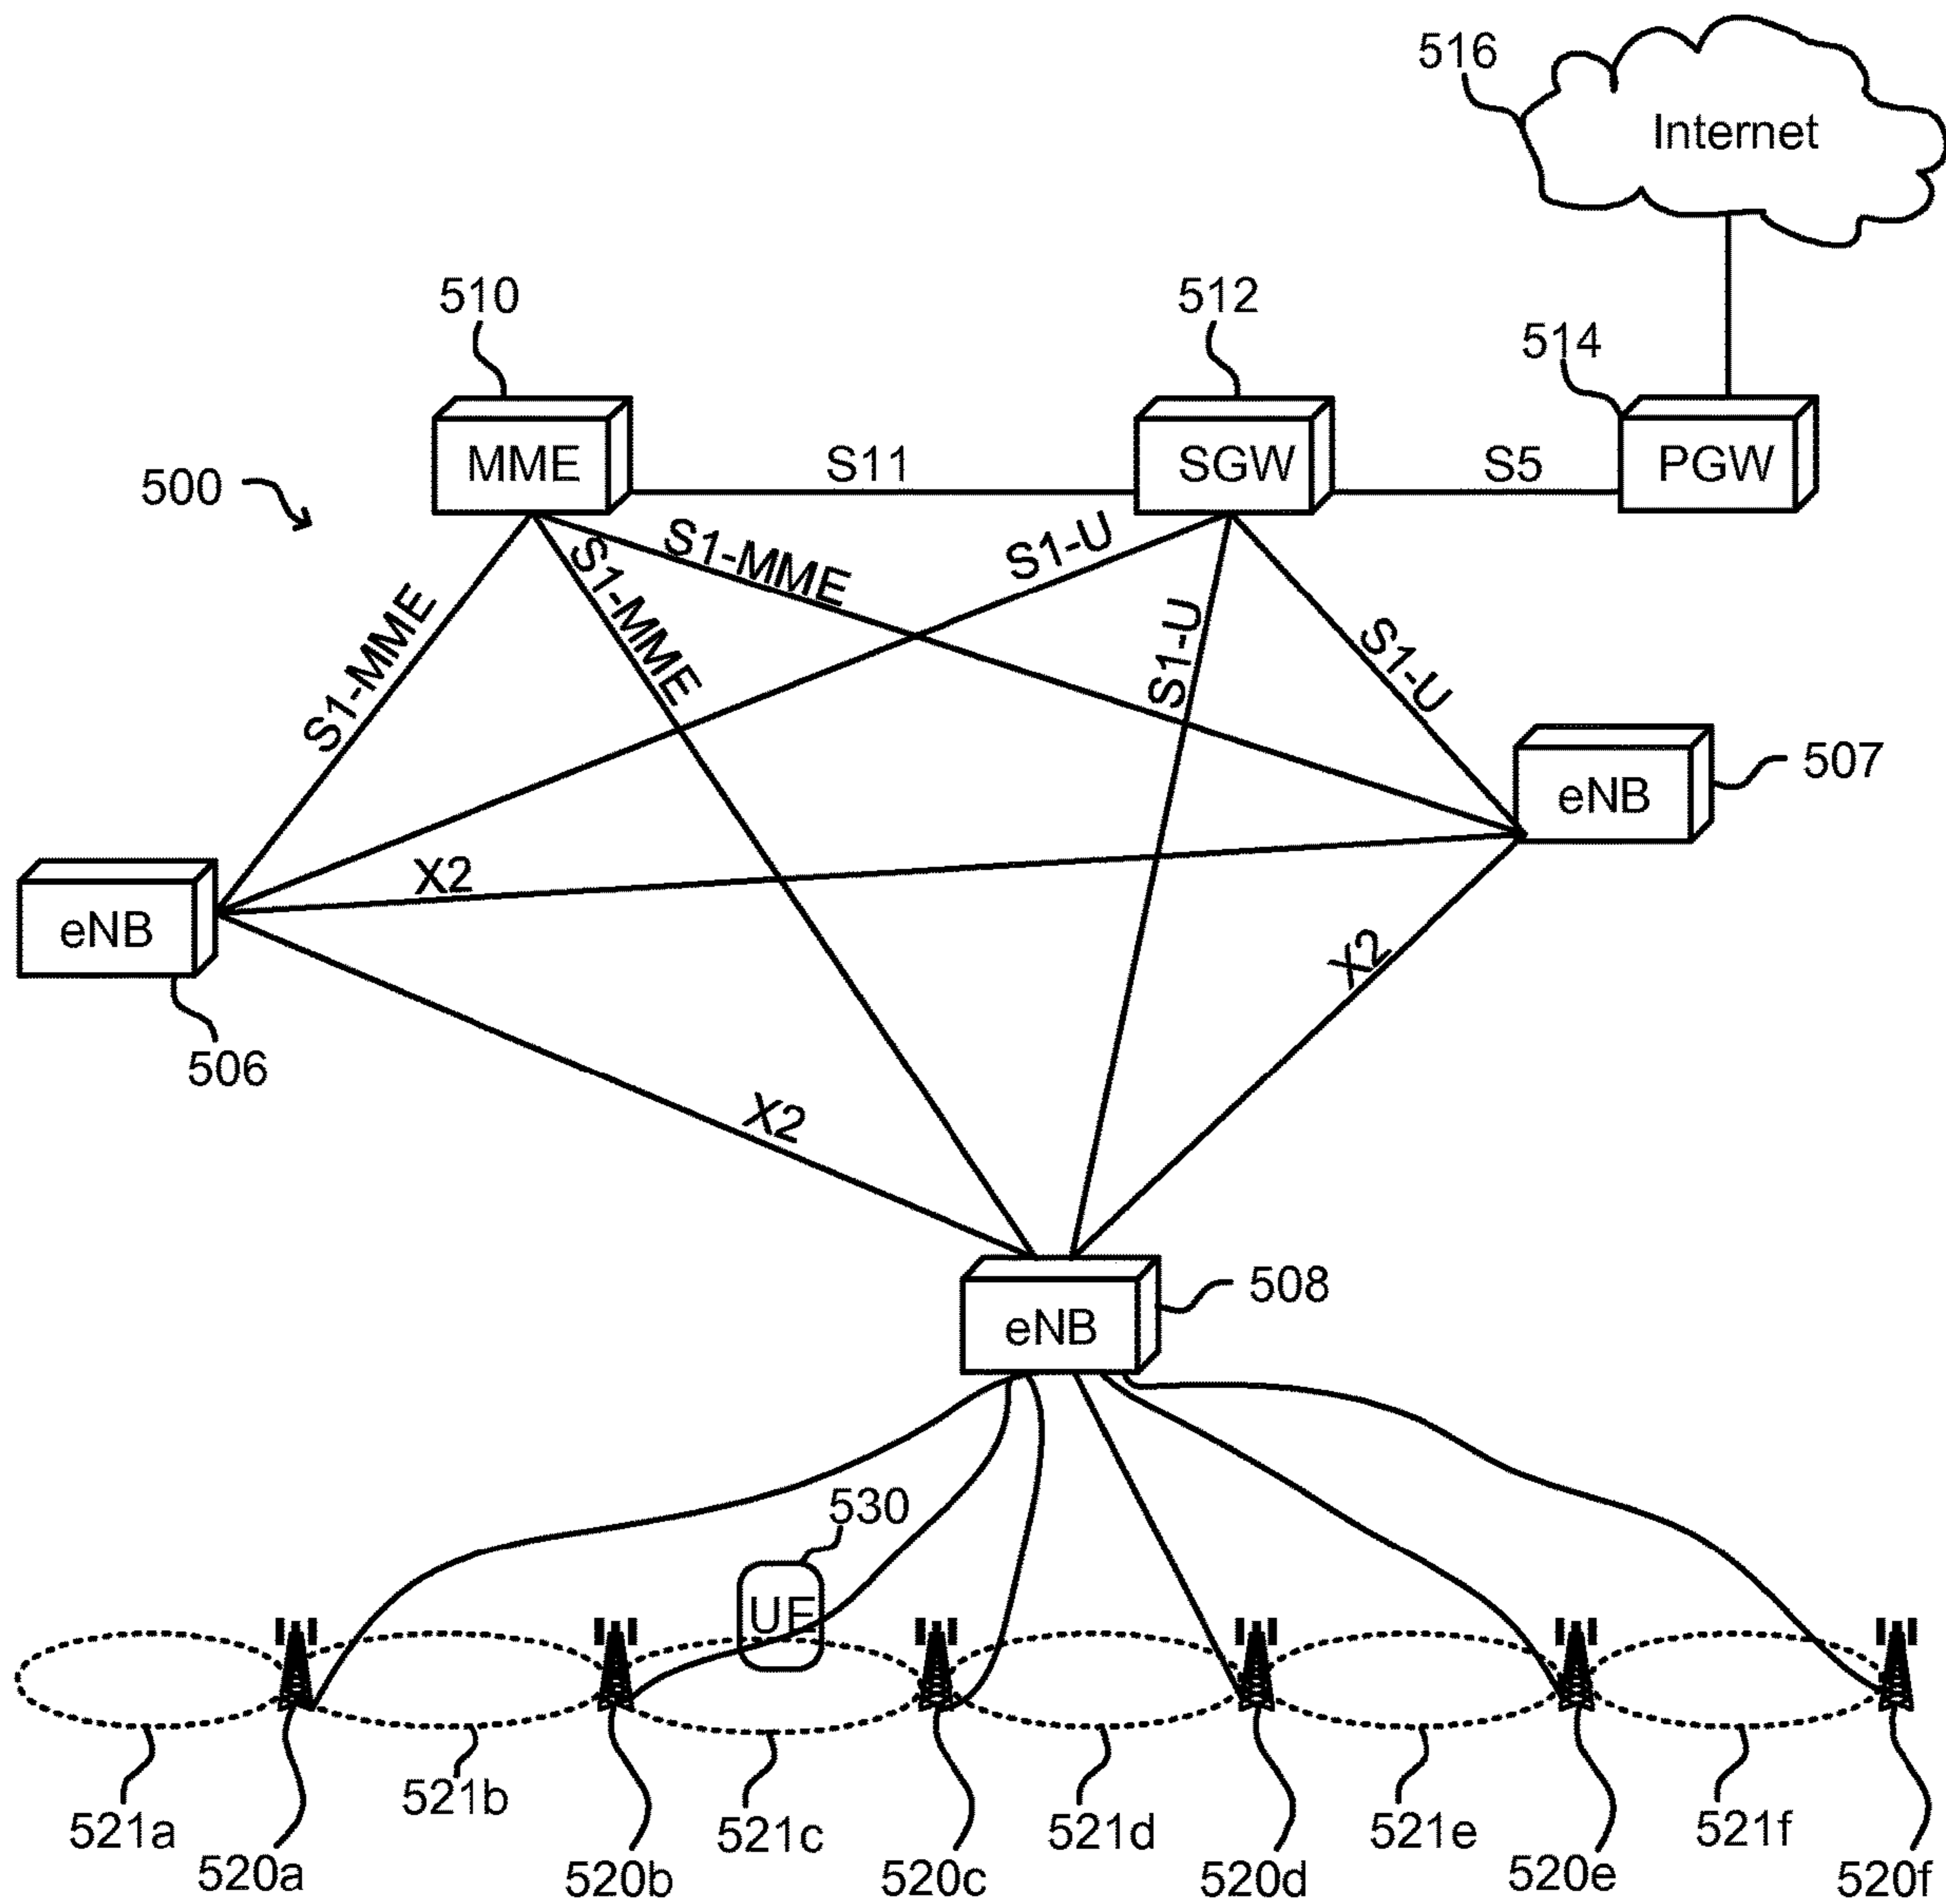 516
Internet
510
512
514
MME
S11
SGW
S5
PGW
500
S1-MME
S1-MME
S1-MME
S1-U
S1-U
S1-U
eNB
507
X2
eNB
506
X2
X2
eNB
508
530
UE
521a
521b
521c
521d
521e
521f
520a
520b
520c
520d
520e
520f